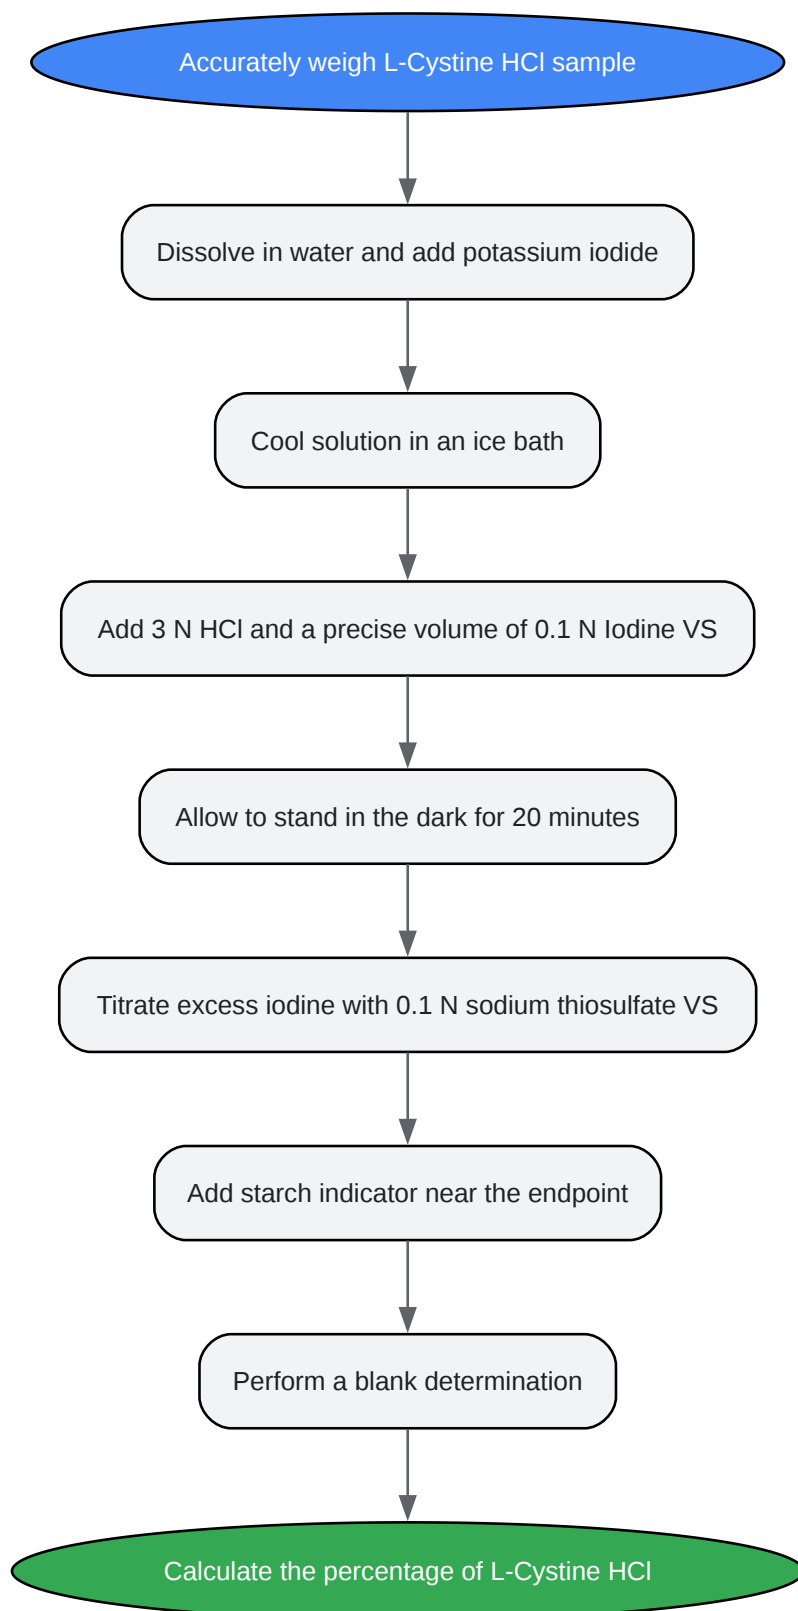 Accurately weigh L-Cystine HCl sample
Dissolve in water and add potassium iodide
Cool solution in an ice bath
Add 3 N HCl and a precise volume of 0.1 N Iodine VS
Allow to stand in the dark for 20 minutes
Titrate excess iodine with 0.1 N sodium thiosulfate VS
Add starch indicator near the endpoint
Perform a blank determination
Calculate the percentage of L-Cystine HCl